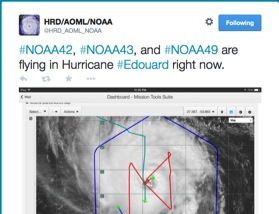 HRD/AOML/NOAA
@HRD_AOML_NOAA
Following
#NOAA42, #NOAA43, and #NOAA49 are
flying in Hurricane #Edouard right now.
Dashboard - Mission Tools Suite